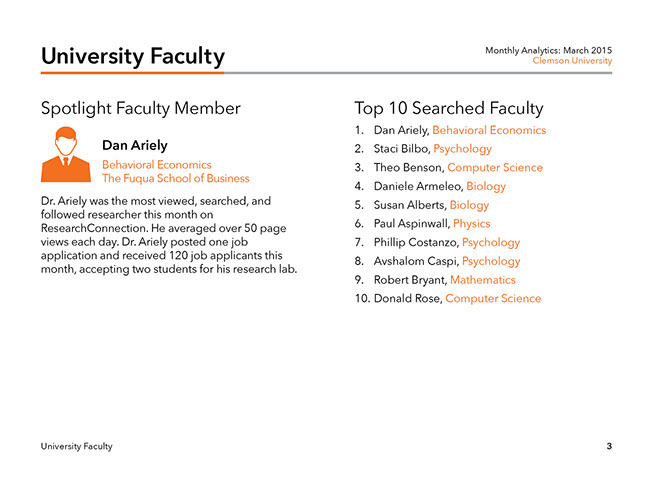 University Faculty
Monthly Analytics: March 2015
Clemson University
Spotlight Faculty Member
Dan Ariely
Behavioral Economics
The Fuqua School of Business
Dr. Ariely was the most viewed, searched, and
followed researcher this month on
ResearchConnection. He averaged over 50 page
views each day. Dr. Ariely posted one job
application and received 120 job applicants this
month, accepting two students for his research lab.
Top 10 Searched Faculty
1. Dan Ariely, Behavioral Economics
2. Staci Bilbo, Psychology
3. Theo Benson, Computer Science
4. Daniele Armeleo, Biology
5. Susan Alberts, Biology
6. Paul Aspinwall, Physics
7. Phillip Costanzo, Psychology
8. Avshalom Caspi, Psychology
9. Robert Bryant, Mathematics
10. Donald Rose, Computer Science
University Faculty
3